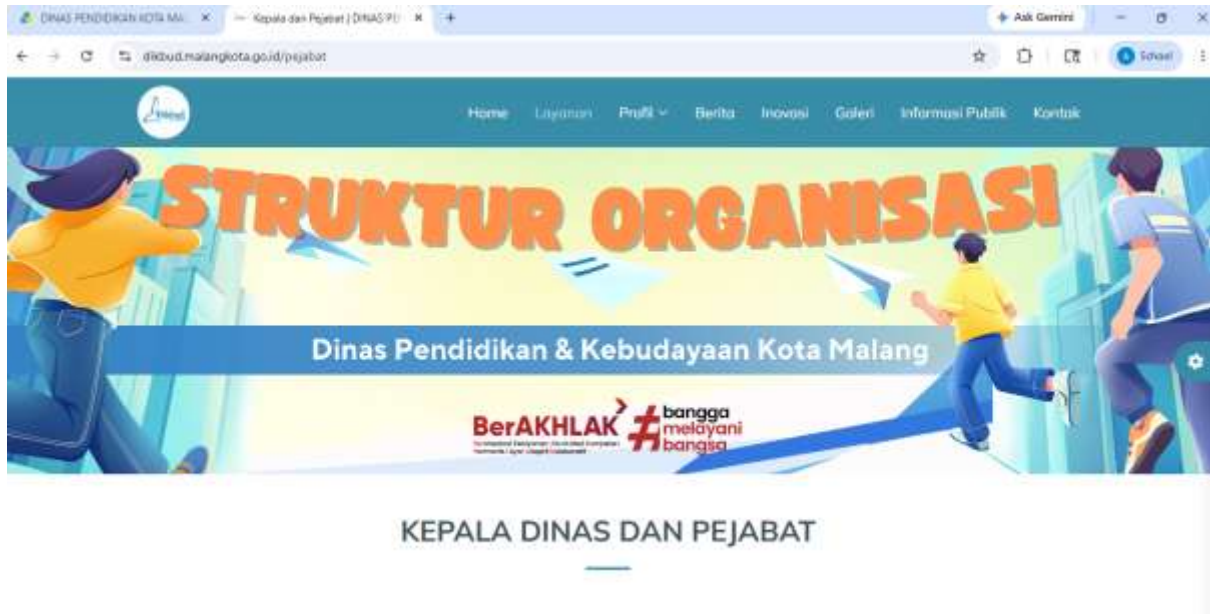 DINAS PENDIDIKAN KOTA MA
Kepala dan Pejabat | DINAS PE
Ask Gemini
dikbud.malangkota.go.id/pejabat
School
Home Layanan Profil Berita Inovasi Galeri Informasi Publik Kontak
STRUKTUR ORGANISASI
Dinas Pendidikan & Kebudayaan Kota Malang
BerAKHLAK
# bangga
melayani
bangsa
KEPALA DINAS DAN PEJABAT